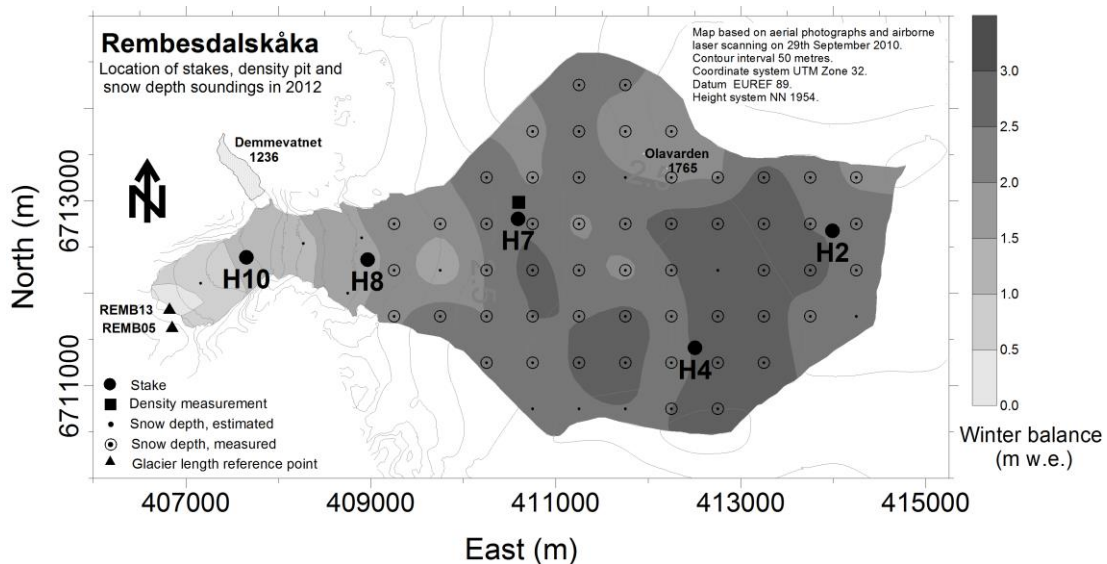 Rembesdalskåka
Location of stakes, density pit and
snow depth soundings in 2012
Map based on aerial photographs and airborne
laser scanning on 29th September 2010.
Contour interval 50 metres.
Coordinate system UTM Zone 32.
Datum EUREF 89.
Height system NN 1954.
Demmevatnet
1236
N
Olavarden
1765
2.5
H7
H2
H10
H8
2.5
H4
REMB13
REMB05
Stake
Density measurement
Snow depth, estimated
Snow depth, measured
Glacier length reference point
North (m)
6713000
6711000
407000 409000 411000 413000 415000
East (m)
3.0
2.5
2.0
1.5
1.0
0.5
0.0
Winter balance
(m w.e.)